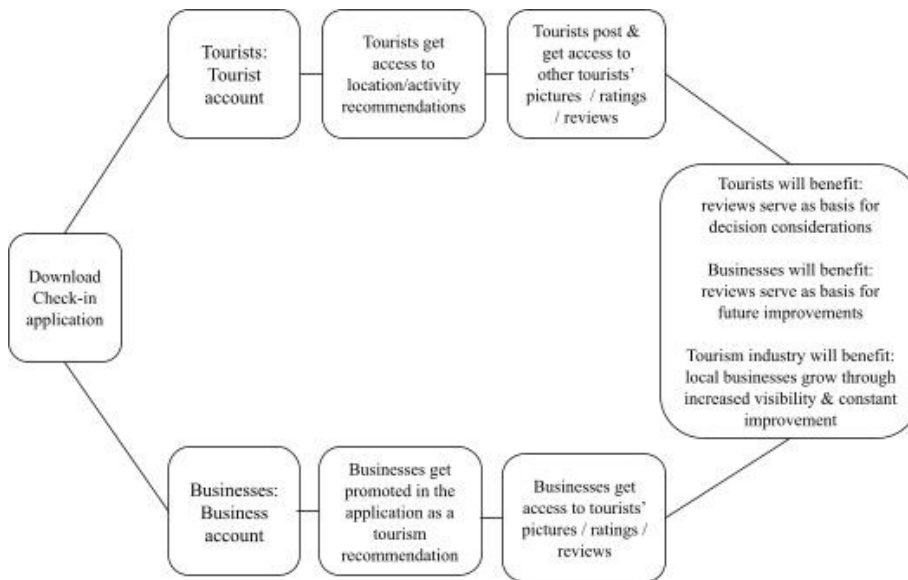 Tourists:
Tourist
account
Tourists get
access to
location/activity
recommendations
Tourists post &
get access to
other tourists'
pictures / ratings
/ reviews
Tourists will benefit:
reviews serve as basis for
decision considerations
Businesses will benefit:
reviews serve as basis for
future improvements
Tourism industry will benefit:
local businesses grow through
increased visibility & constant
improvement
Download
Check-in
application
Businesses:
Business
account
Businesses get
promoted in the
application as a
tourism
recommendation
Businesses get
access to tourists'
pictures / ratings /
reviews